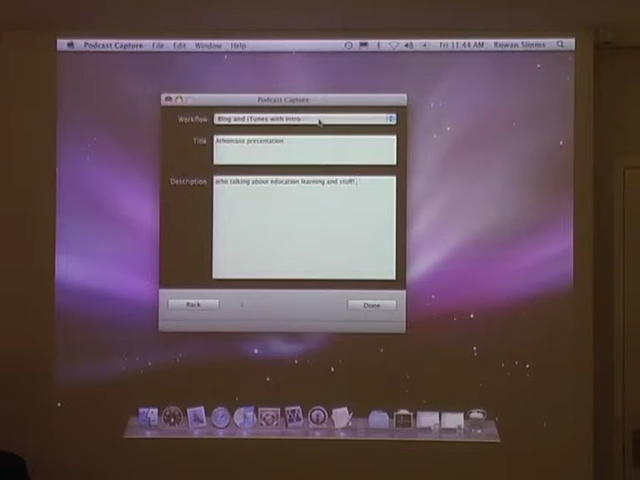 Podcast Capture File Edit Window Help Fri 11:44 AM Rowan Simms
Podcast Capture
Workflow: Blog and iTunes with Intro
Title presentation
Description who talking about education learning and stuff!
Back Done